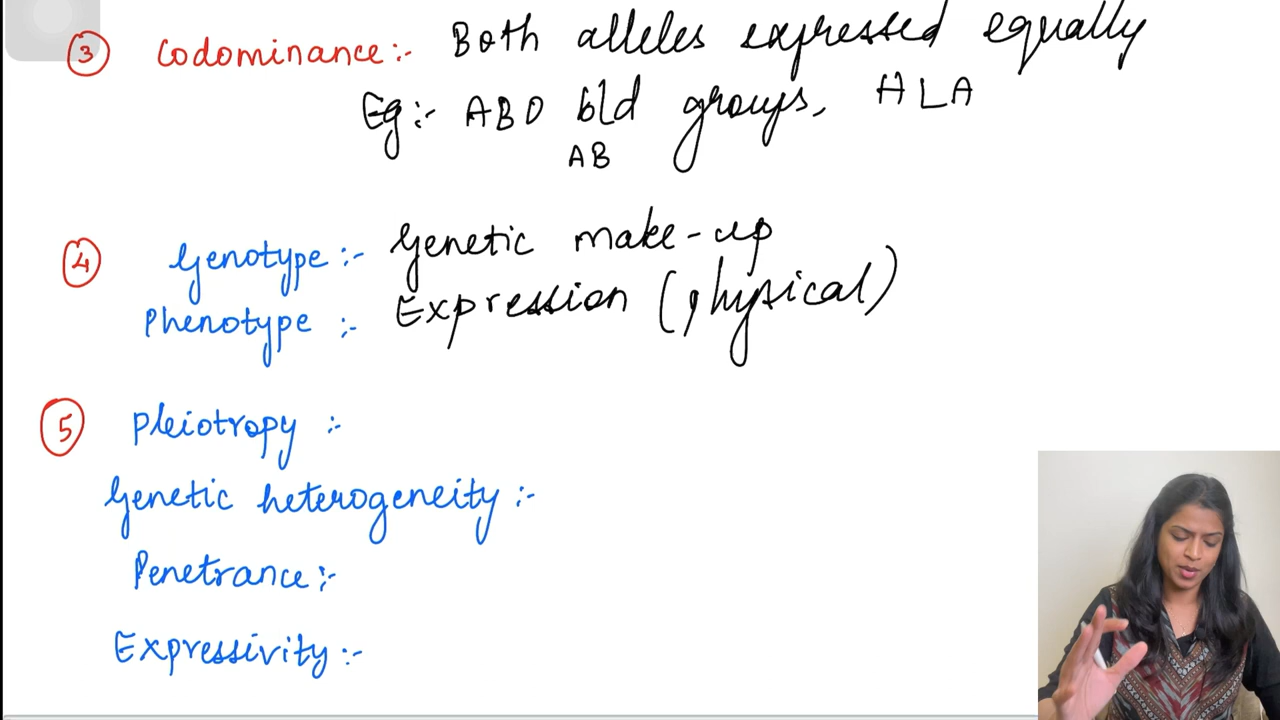 3 Codominance:- Both alleles expressed equally
Eg:- ABO bld groups, HLA
AB
4 Genotype:- Genetic make-up
Phenotype:- Expression (physical)
5 Pleiotropy:-
Genetic heterogeneity:-
Penetrance:-
Expressivity:-